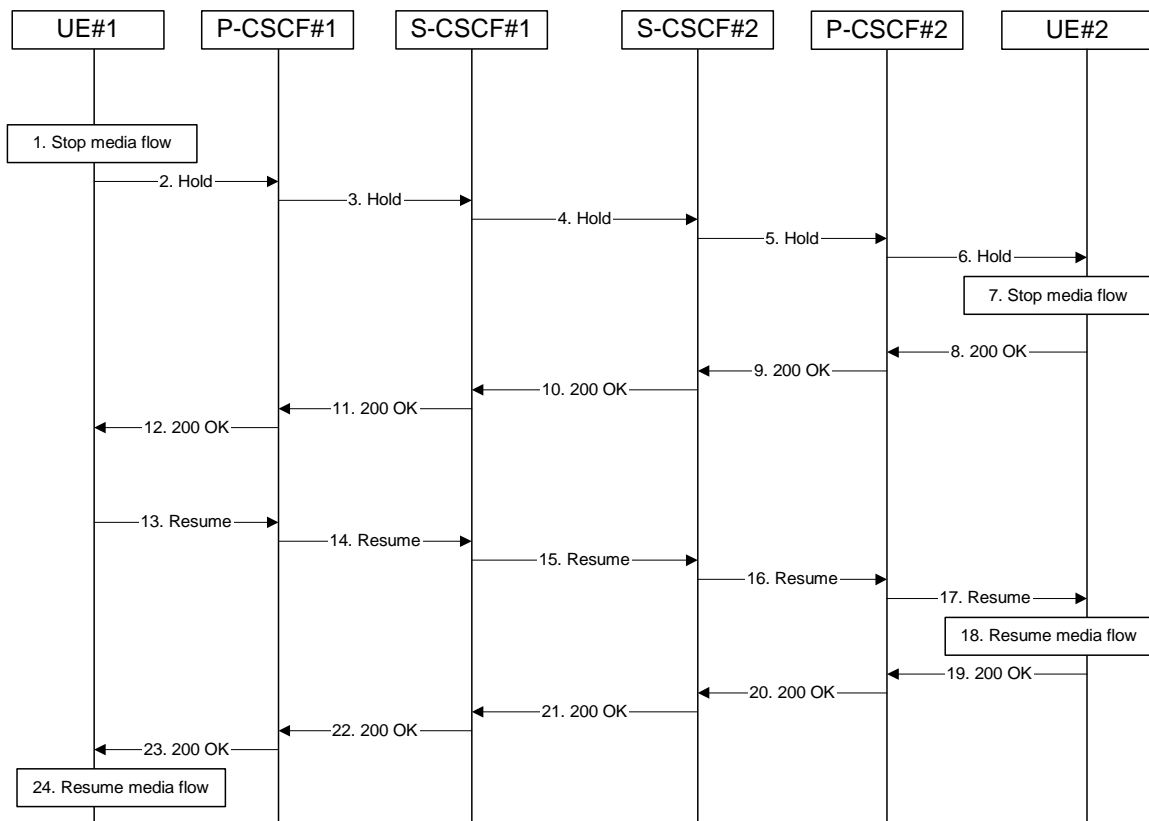 UE#1
P-CSCF#1
S-CSCF#1
S-CSCF#2
P-CSCF#2
UE#2
1. Stop media flow
2. Hold
3. Hold
4. Hold
5. Hold
6. Hold
7. Stop media flow
8. 200 OK
9. 200 OK
10. 200 OK
11. 200 OK
12. 200 OK
13. Resume
14. Resume
15. Resume
16. Resume
17. Resume
18. Resume media flow
19. 200 OK
20. 200 OK
21. 200 OK
22. 200 OK
23. 200 OK
24. Resume media flow